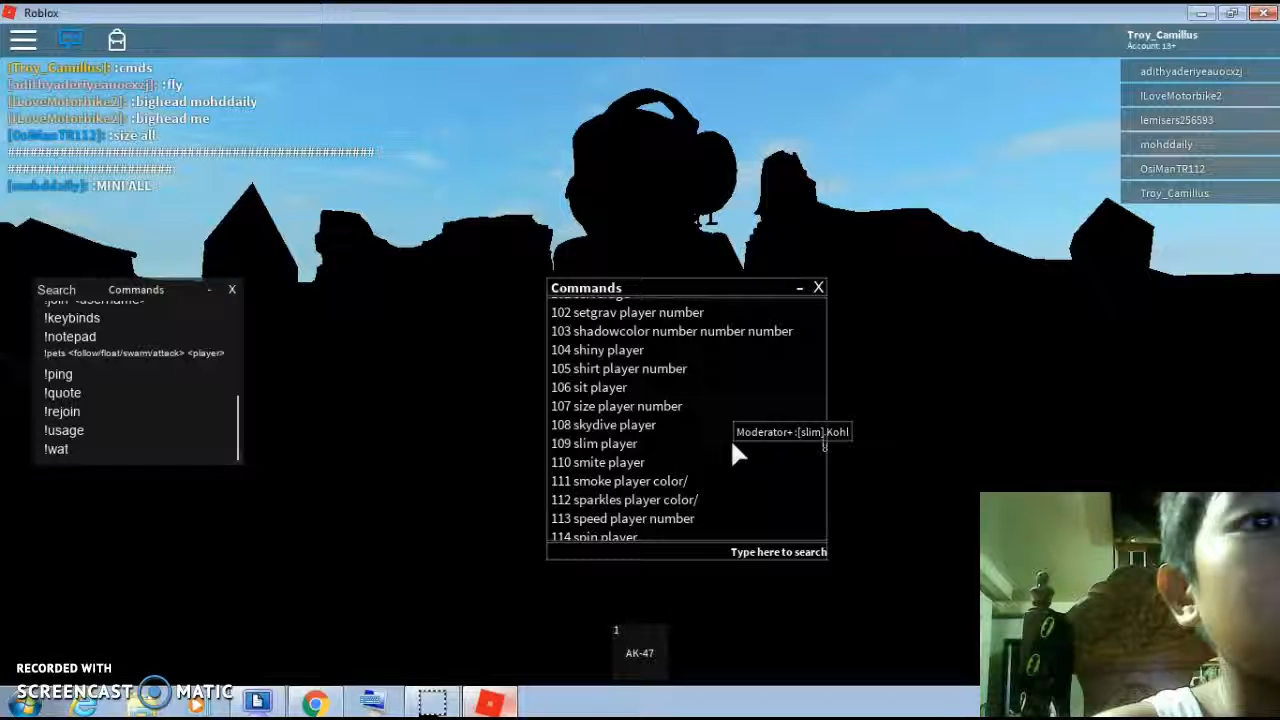 Roblox
Troy_Camillus
Account: 13+
[Troy_Camillus]: :cmds
[adithyaderiyeauocxzj]: :fly
[ILoveMotorbike2]: :bighead mohddaily
[ILoveMotorbike2]: :bighead me
[OsiManTR112]: :size all
[mohddaily]: :MINI ALL
adithyaderiyeauocxzj
ILoveMotorbike2
lemisers256593
mohddaily
OsiManTR112
Troy_Camillus
Search Commands - X
!join <username>
!keybinds
!notepad
!pets <follow/float/swarm/attack> <player>
!ping
!quote
!rejoin
!usage
!wat
Commands - X
102 setgrav player number
103 shadowcolor number number number
104 shiny player
105 shirt player number
106 sit player
107 size player number
108 skydive player
109 slim player
110 smite player
111 smoke player color/
112 sparkles player color/
113 speed player number
114 spin player
Type here to search
Moderator+ :[slim] Kohl
1
AK-47
RECORDED WITH
SCREENCAST MATIC